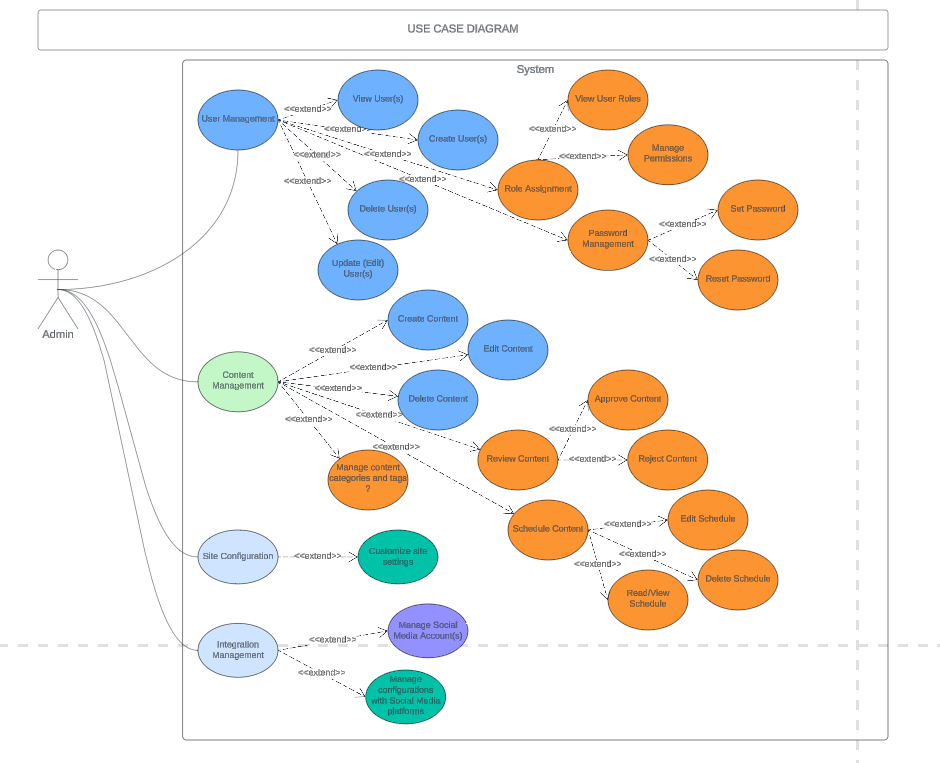 USE CASE DIAGRAM
System
User Management
<<extend>>
View User(s)
<<extend>>
Create User(s)
<<extend>>
Delete User(s)
<<extend>>
Update (Edit)
User(s)
<<extend>>
Role Assignment
<<extend>>
View User Roles
<<extend>>
Manage
Permissions
<<extend>>
Password
Management
<<extend>>
Set Password
<<extend>>
Reset Password
Admin
Content
Management
<<extend>>
Create Content
<<extend>>
Edit Content
<<extend>>
Delete Content
<<extend>>
Review Content
<<extend>>
Approve Content
<<extend>>
Reject Content
<<extend>>
Manage content
categories and tags
?
<<extend>>
Schedule Content
<<extend>>
Edit Schedule
<<extend>>
Delete Schedule
<<extend>>
Read/View
Schedule
Site Configuration
<<extend>>
Customize site
settings
Integration
Management
<<extend>>
Manage Social
Media Account(s)
<<extend>>
Manage
configurations
with Social Media
platforms